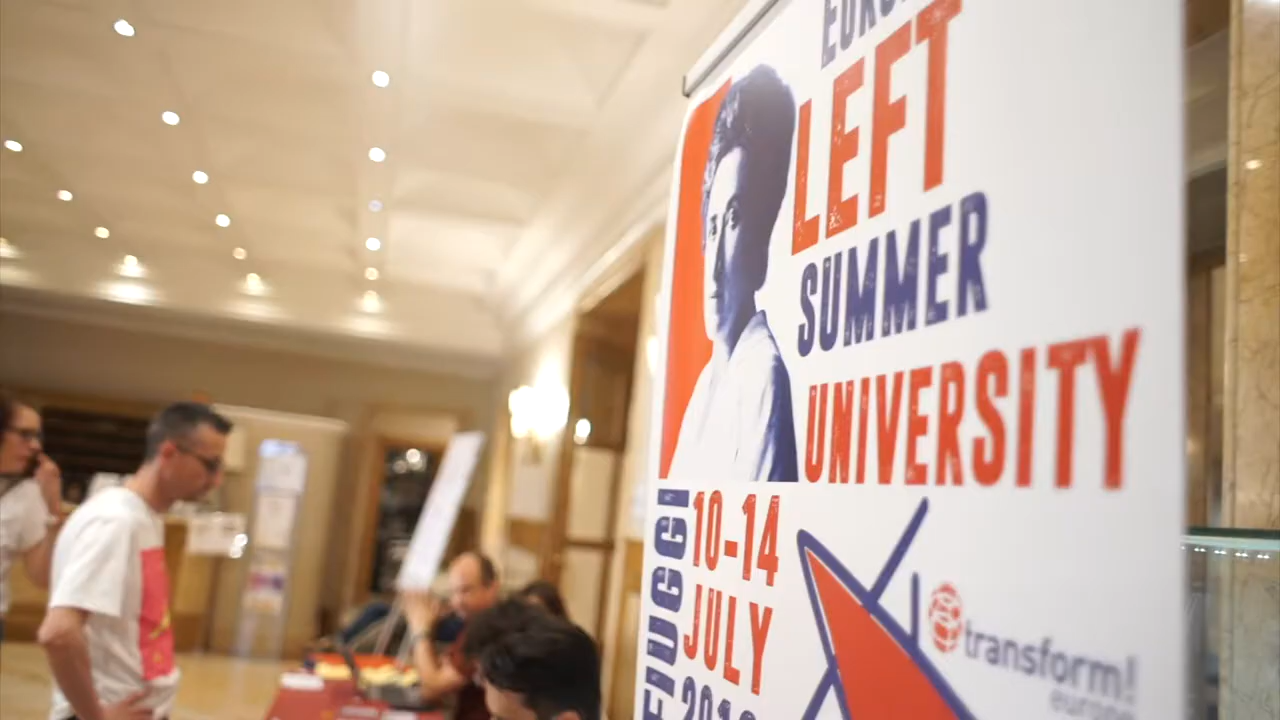 LEFT
SUMMER
UNIVERSITY
FIUGGI
10-14
JULY
transform!
europe